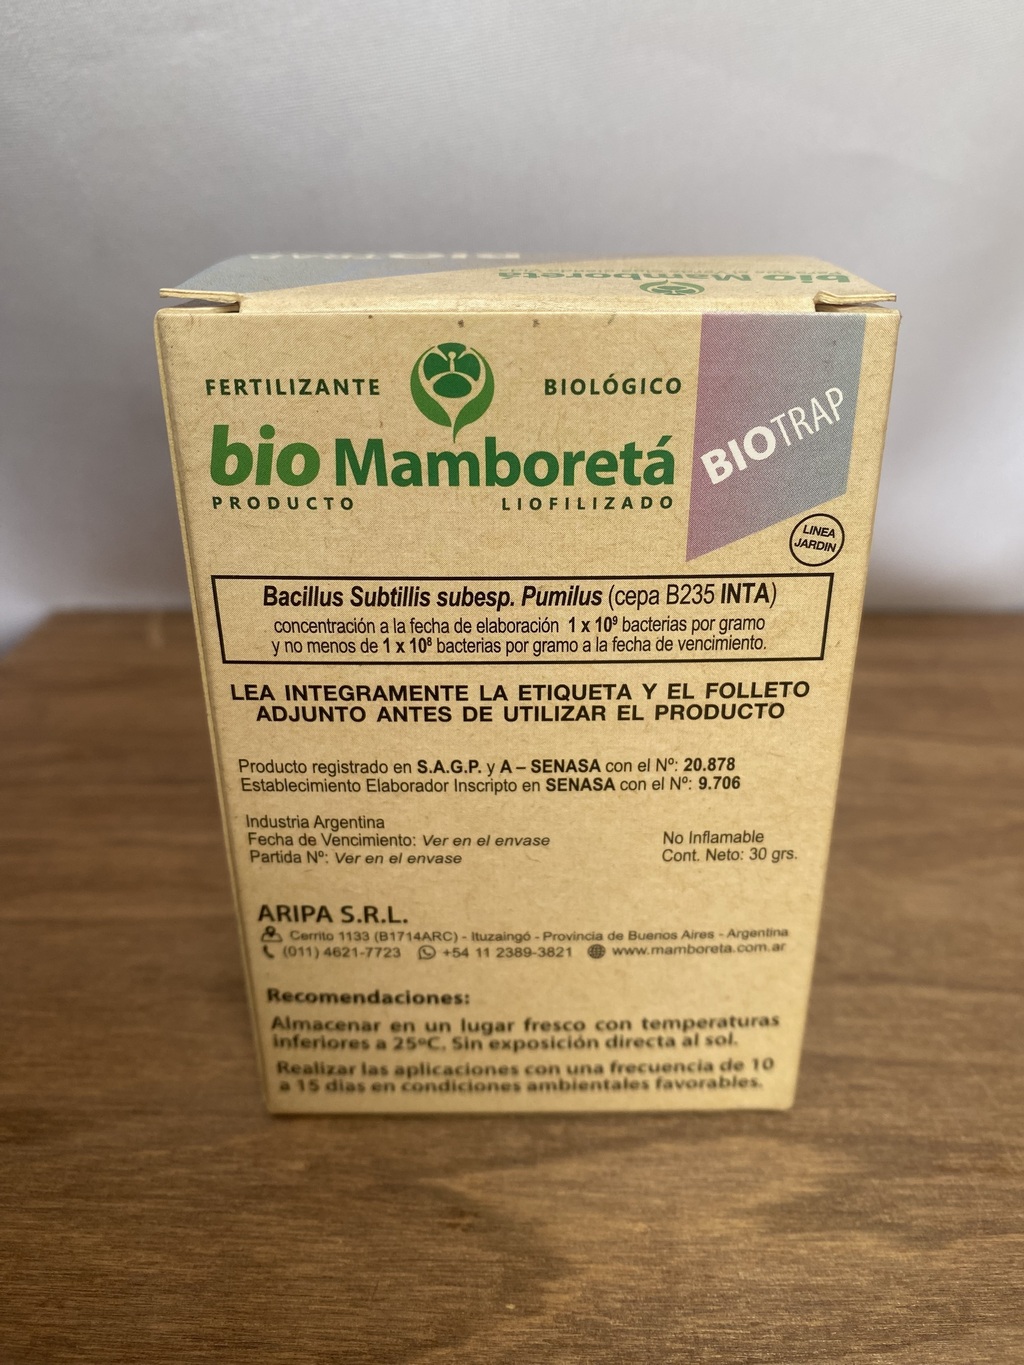 BIOTRAP
bio Mamboretá
FERTILIZANTE BIOLÓGICO
bio Mamboretá
PRODUCTO LIOFILIZADO
BIOTRAP
LINEA
JARDIN
Bacillus Subtillis subesp. Pumilus (cepa B235 INTA)
concentración a la fecha de elaboración 1 x 10⁹ bacterias por gramo
y no menos de 1 x 10⁸ bacterias por gramo a la fecha de vencimiento.
LEA INTEGRAMENTE LA ETIQUETA Y EL FOLLETO
ADJUNTO ANTES DE UTILIZAR EL PRODUCTO
Producto registrado en S.A.G.P. y A – SENASA con el Nº: 20.878
Establecimiento Elaborador Inscripto en SENASA con el Nº: 9.706
Industria Argentina
Fecha de Vencimiento: Ver en el envase
Partida Nº: Ver en el envase
No Inflamable
Cont. Neto: 30 grs.
ARIPA S.R.L.
Cerrito 1133 (B1714ARC) - Ituzaingó - Provincia de Buenos Aires - Argentina
(011) 4621-7723 +54 11 2389-3821 www.mamboreta.com.ar
Recomendaciones:
Almacenar en un lugar fresco con temperaturas
inferiores a 25ºC. Sin exposición directa al sol.
Realizar las aplicaciones con una frecuencia de 10
a 15 dias en condiciones ambientales favorables.